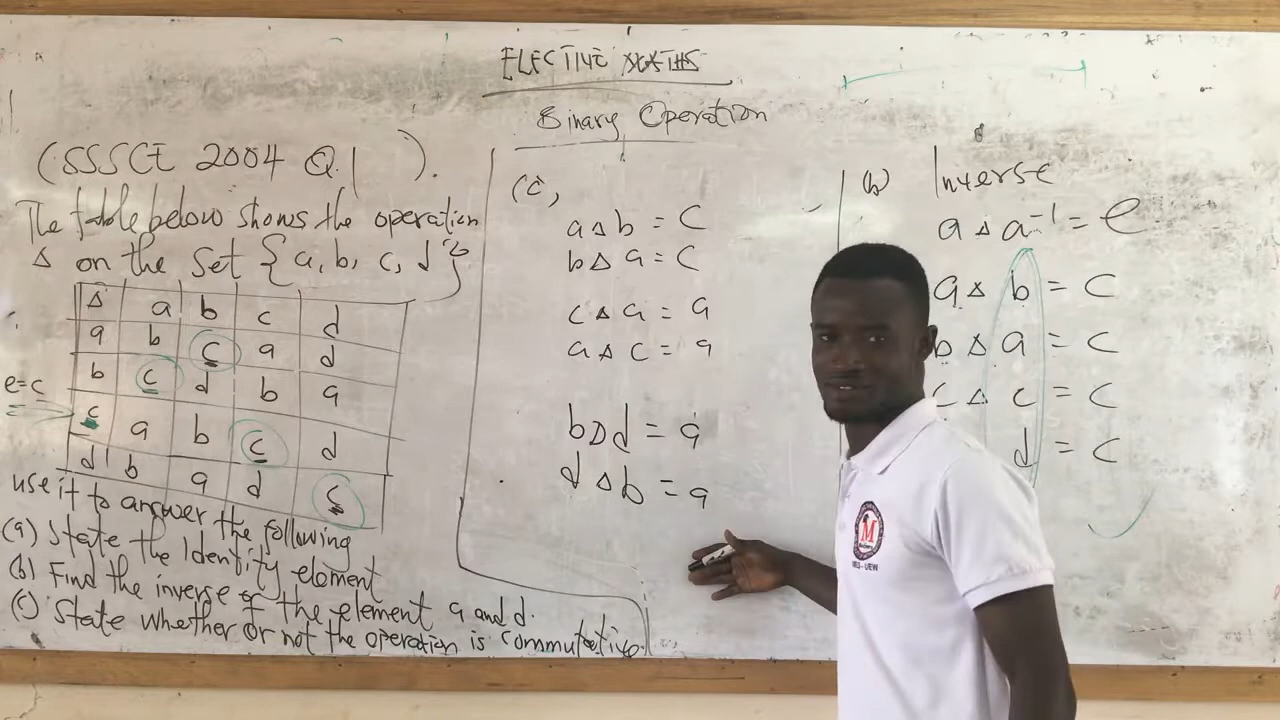 ELECTIVE MATHS
Binary Operation
(SSSCE 2004 Q.1 ).
The table below shows the operation
Δ on the set {a, b, c, d}
Δ a b c d
a b c a d
b c d b a
e=c
c a b c d
d b a d c
use it to answer the following
(a) State the Identity element
(b) Find the inverse of the element a and d.
(c) State whether or not the operation is commutative.
(c,
a Δ b = c
b Δ a = c
c Δ a = a
a Δ c = a
b Δ d = a
d Δ b = a
(b) Inverse
a Δ a⁻¹ = e
a Δ b = c
b Δ a = c
c Δ c = c
d = c
M
-UEW